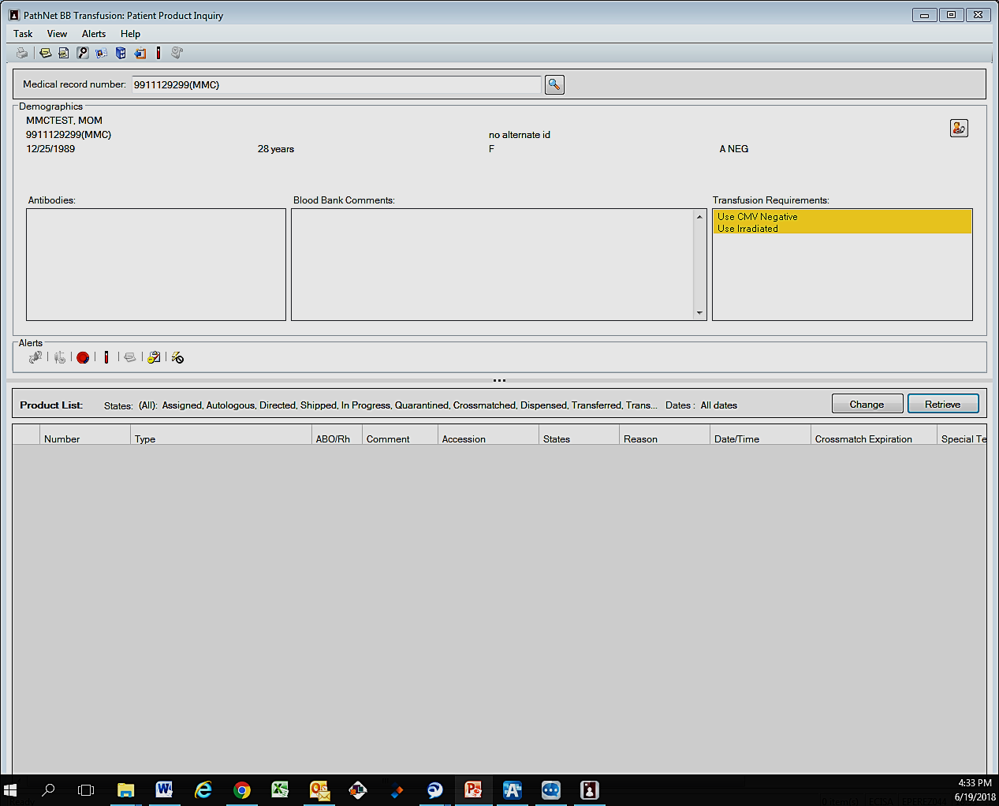 PathNet BB Transfusion: Patient Product Inquiry
Task View Alerts Help
Medical record number: 9911129299(MMC)
Demographics
MMCTEST, MOM
9911129299(MMC) no alternate id
12/25/1989 28 years F A NEG
Antibodies: Blood Bank Comments: Transfusion Requirements:
Use CMV Negative
Use Irradiated
Alerts
Product List: States: (All): Assigned, Autologous, Directed, Shipped, In Progress, Quarantined, Crossmatched, Dispensed, Transferred, Trans... Dates : All dates Change Retrieve
Number Type ABO/Rh Comment Accession States Reason Date/Time Crossmatch Expiration Special Te
4:33 PM
6/19/2018